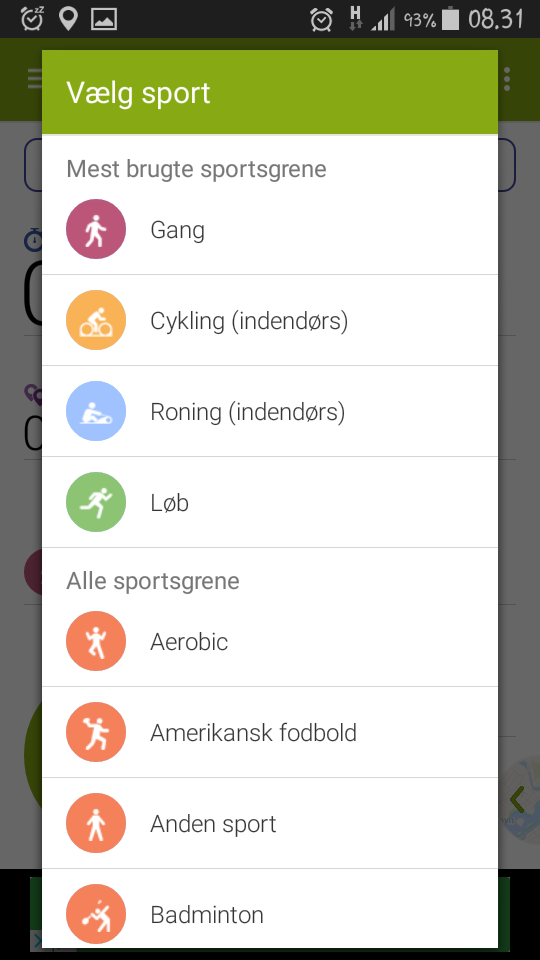 H 93% 08.31
Vælg sport
Mest brugte sportsgrene
Gang
Cykling (indendørs)
Roning (indendørs)
Løb
Alle sportsgrene
Aerobic
Amerikansk fodbold
Anden sport
Badminton